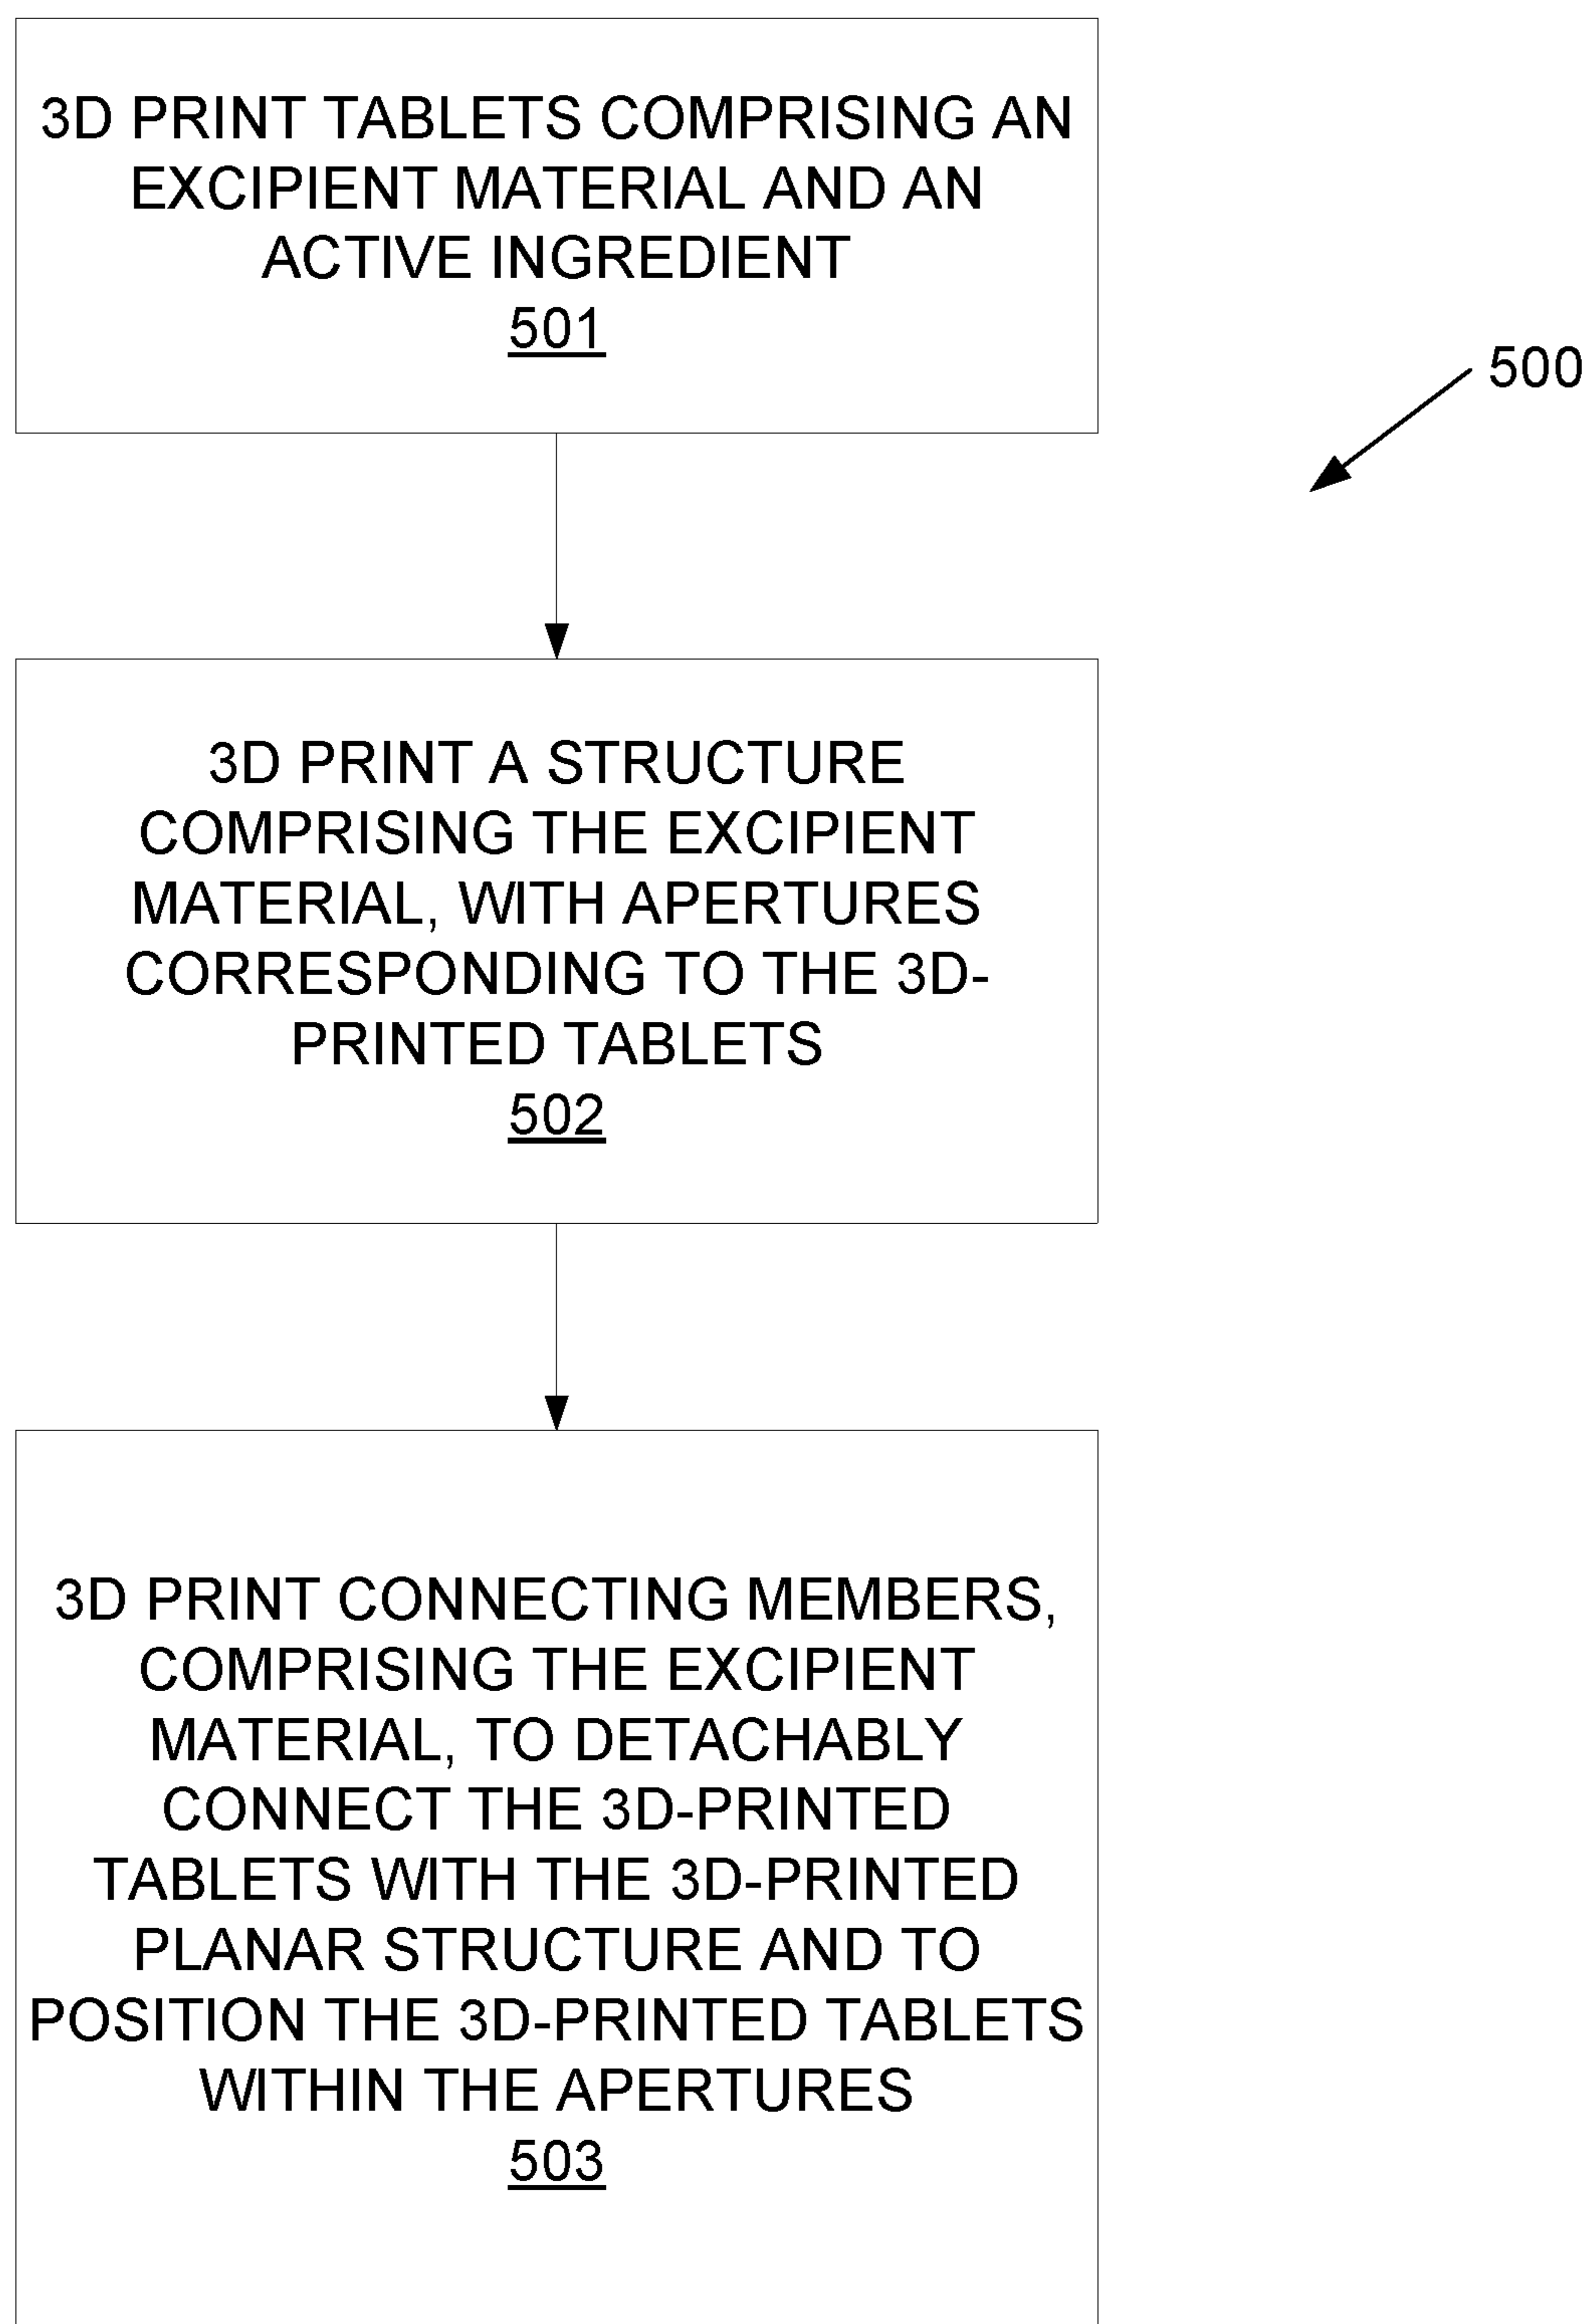 3D PRINT TABLETS COMPRISING AN
EXCIPIENT MATERIAL AND AN
ACTIVE INGREDIENT
501
500
3D PRINT A STRUCTURE
COMPRISING THE EXCIPIENT
MATERIAL, WITH APERTURES
CORRESPONDING TO THE 3D-
PRINTED TABLETS
502
3D PRINT CONNECTING MEMBERS,
COMPRISING THE EXCIPIENT
MATERIAL, TO DETACHABLY
CONNECT THE 3D-PRINTED
TABLETS WITH THE 3D-PRINTED
PLANAR STRUCTURE AND TO
POSITION THE 3D-PRINTED TABLETS
WITHIN THE APERTURES
503